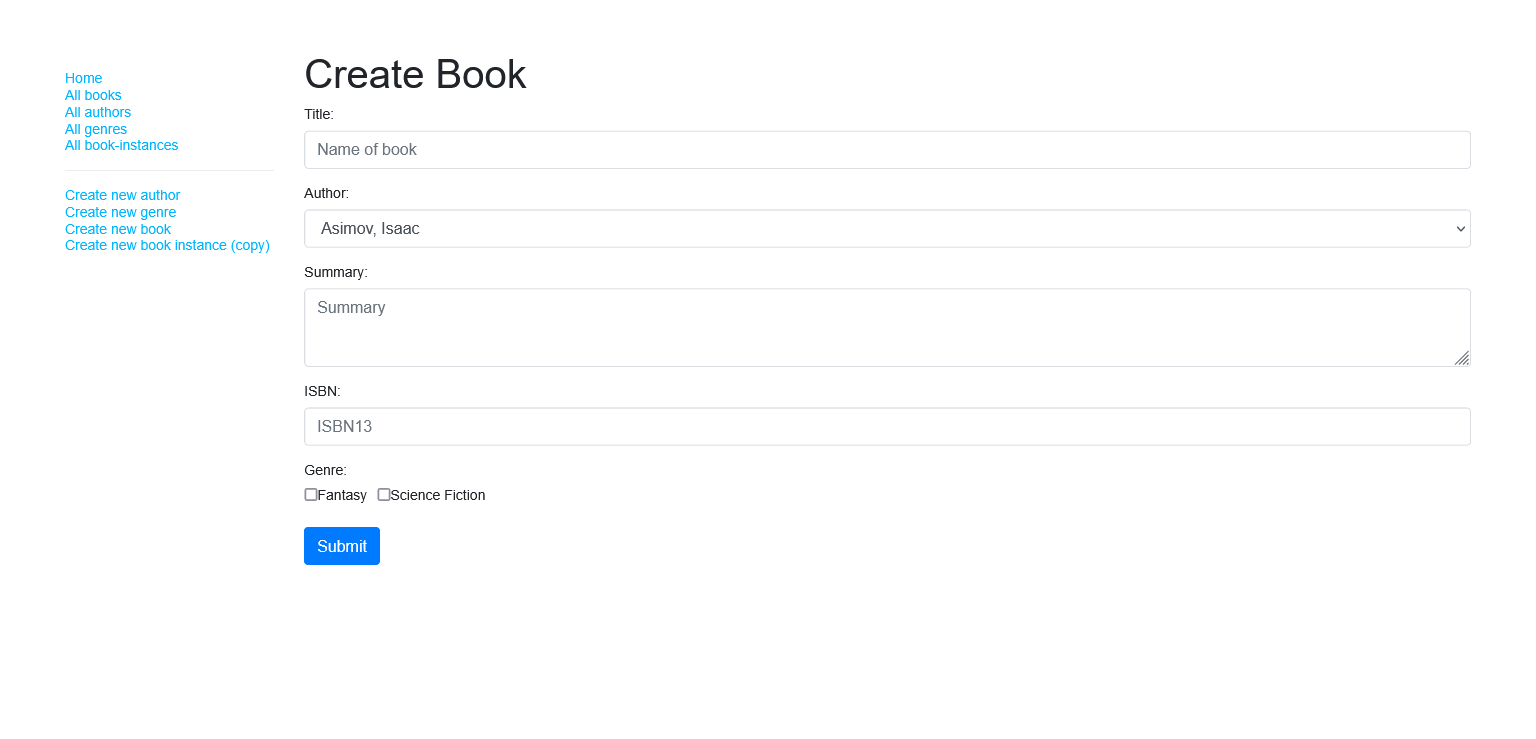 Home
All books
All authors
All genres
All book-instances
Create new author
Create new genre
Create new book
Create new book instance (copy)
Create Book
Title:
Name of book
Author:
Asimov, Isaac
Summary:
Summary
ISBN:
ISBN13
Genre:
Fantasy Science Fiction
Submit